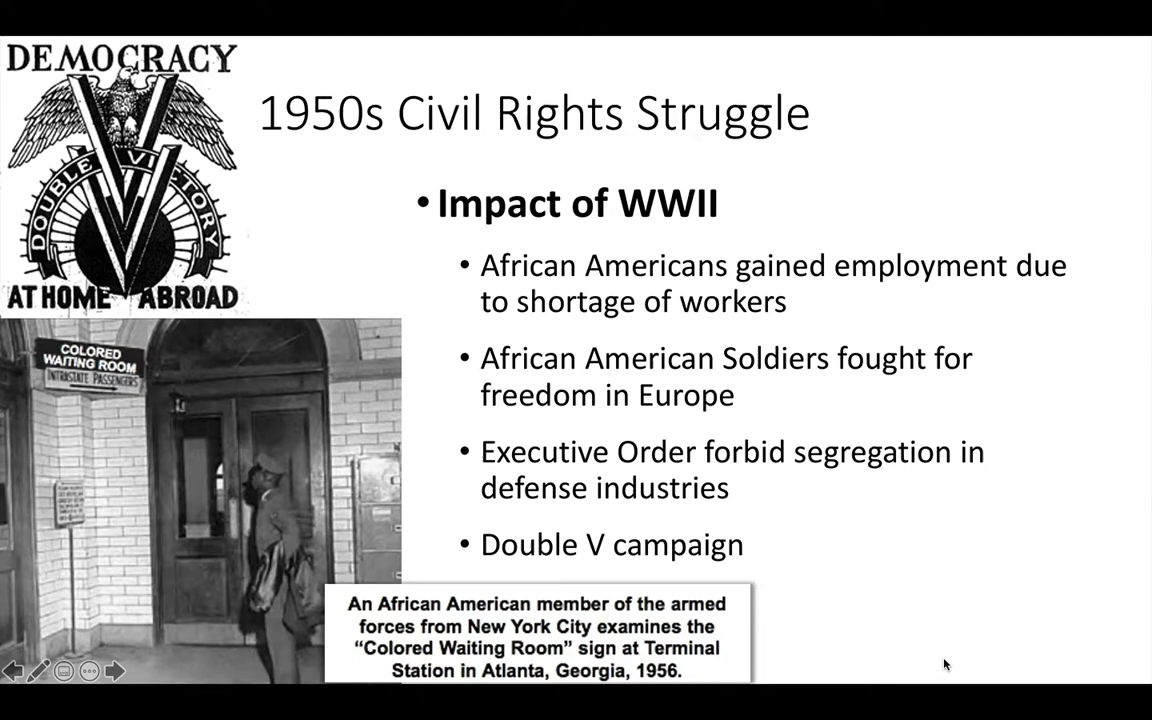 DEMOCRACY
DOUBLE VICTORY
AT HOME ABROAD
1950s Civil Rights Struggle
• Impact of WWII
• African Americans gained employment due
to shortage of workers
• African American Soldiers fought for
freedom in Europe
• Executive Order forbid segregation in
defense industries
• Double V campaign
COLORED
WAITING ROOM
INTRASTATE PASSENGERS
An African American member of the armed
forces from New York City examines the
“Colored Waiting Room” sign at Terminal
Station in Atlanta, Georgia, 1956.